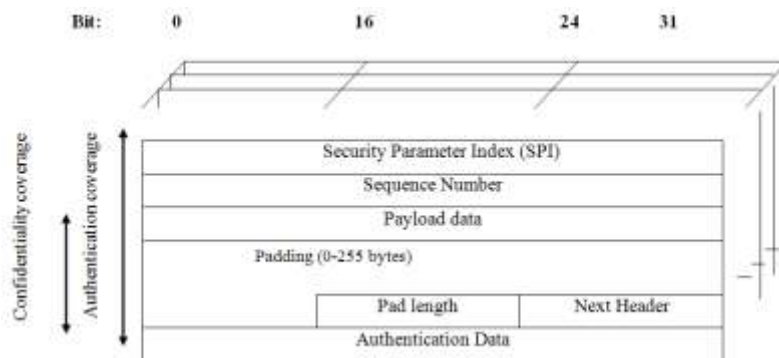 Bit: 0 16 24 31
Security Parameter Index (SPI)
Sequence Number
Payload data
Padding (0-255 bytes)
Pad length Next Header
Authentication Data
Confidentiality coverage
Authentication coverage